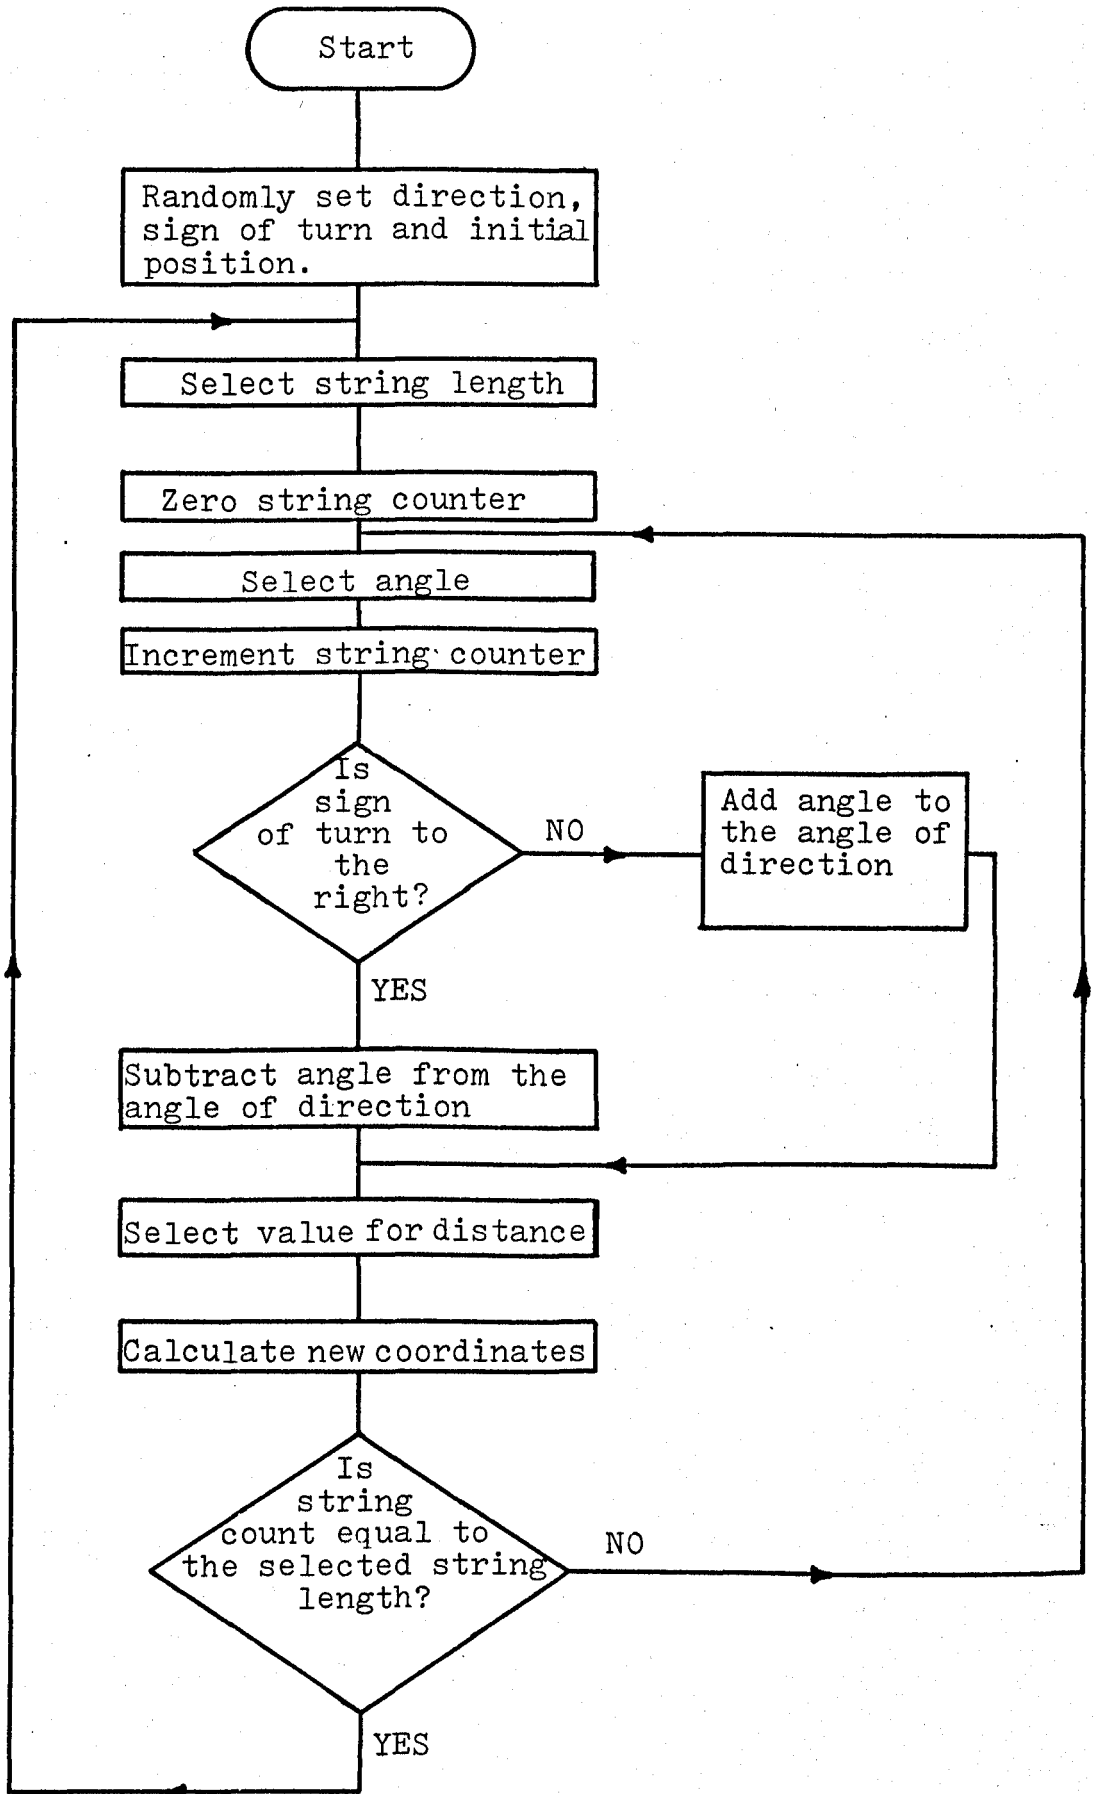 Start
Randomly set direction,
sign of turn and initial
position.
Select string length
Zero string counter
Select angle
Increment string counter
Is
sign
of turn to
the
right?
NO
Add angle to
the angle of
direction
YES
Subtract angle from the
angle of direction
Select value for distance
Calculate new coordinates
Is
string
count equal to
the selected string
length?
NO
YES